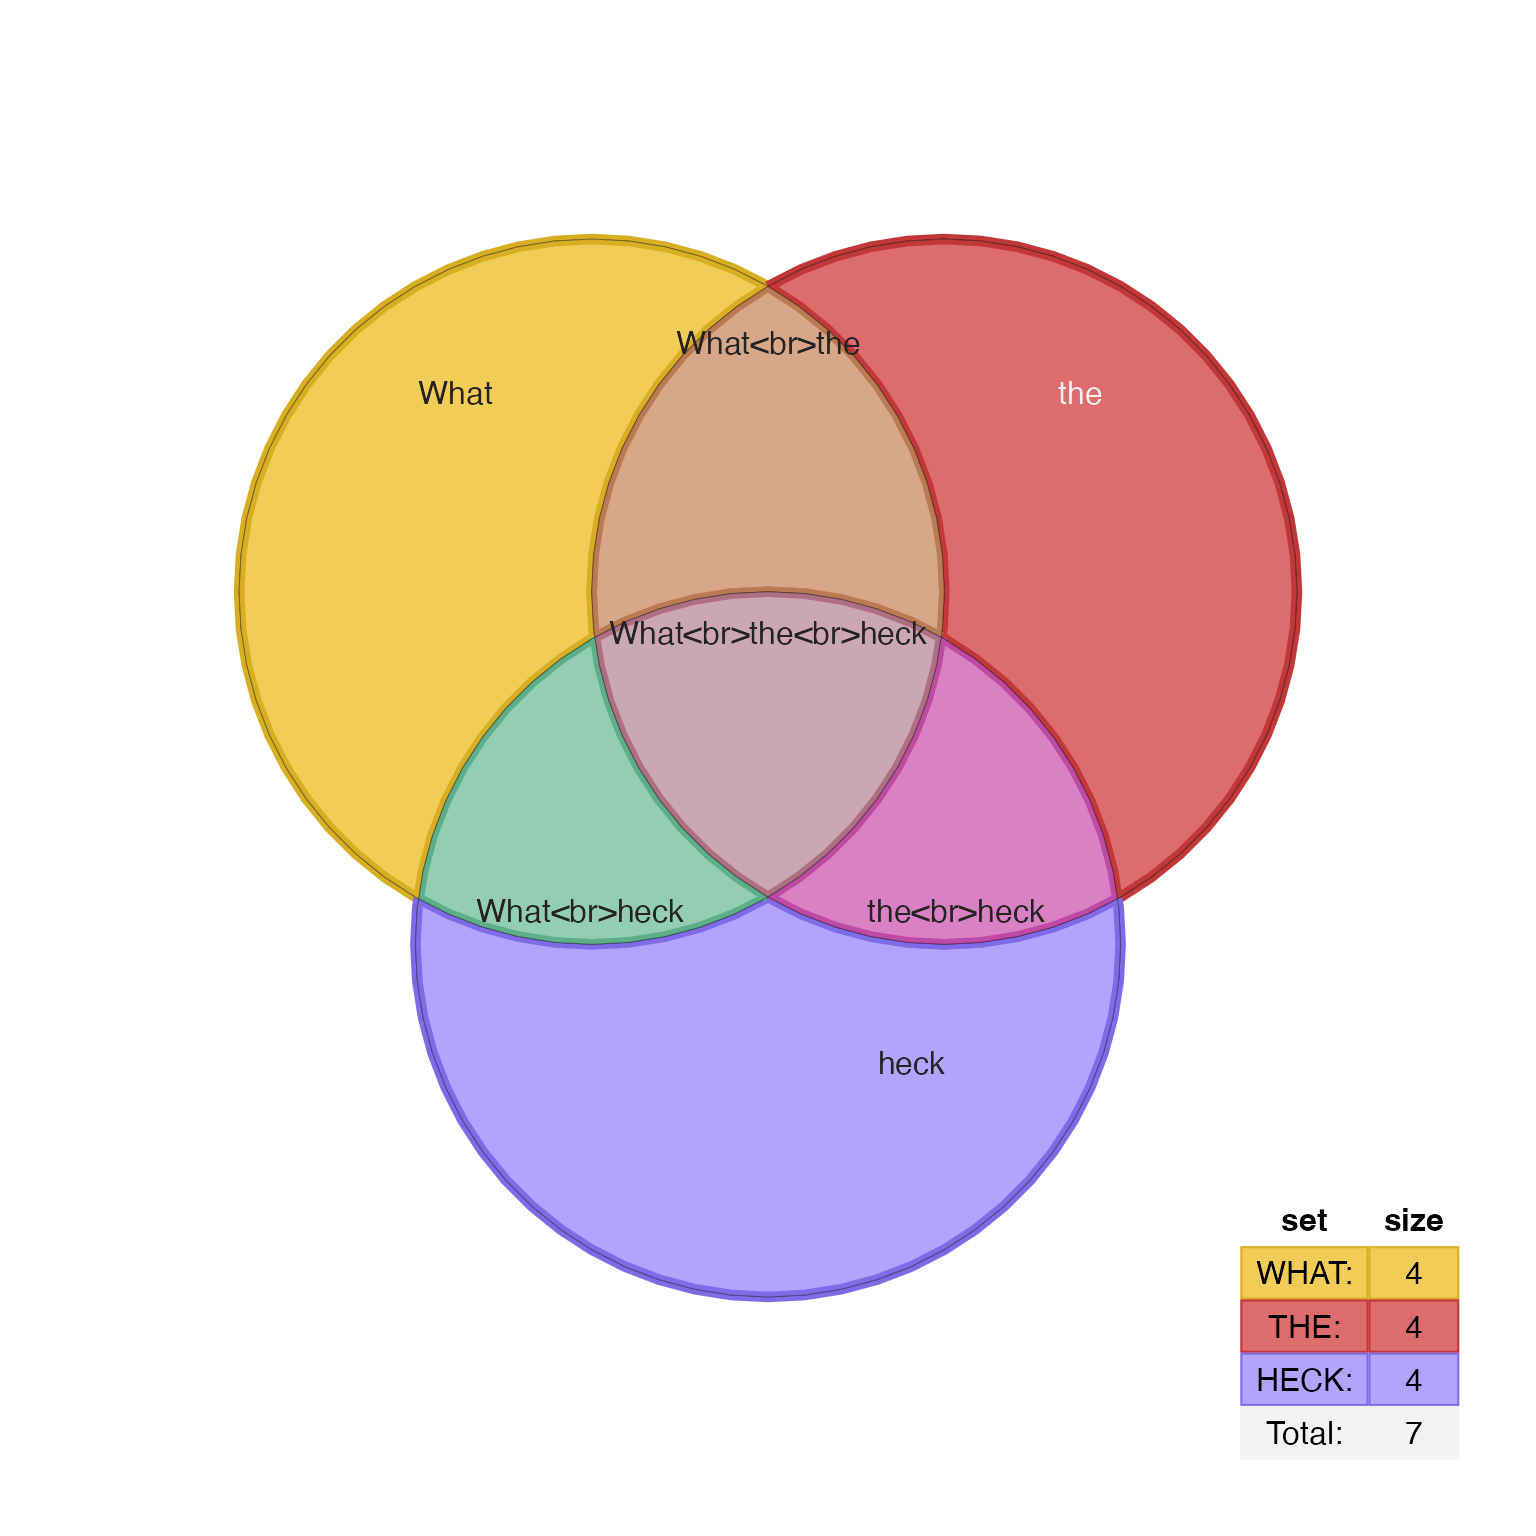 What<br>the
What
the
What<br>the<br>heck
What<br>heck
the<br>heck
heck
set size
WHAT: 4
THE: 4
HECK: 4
Total: 7